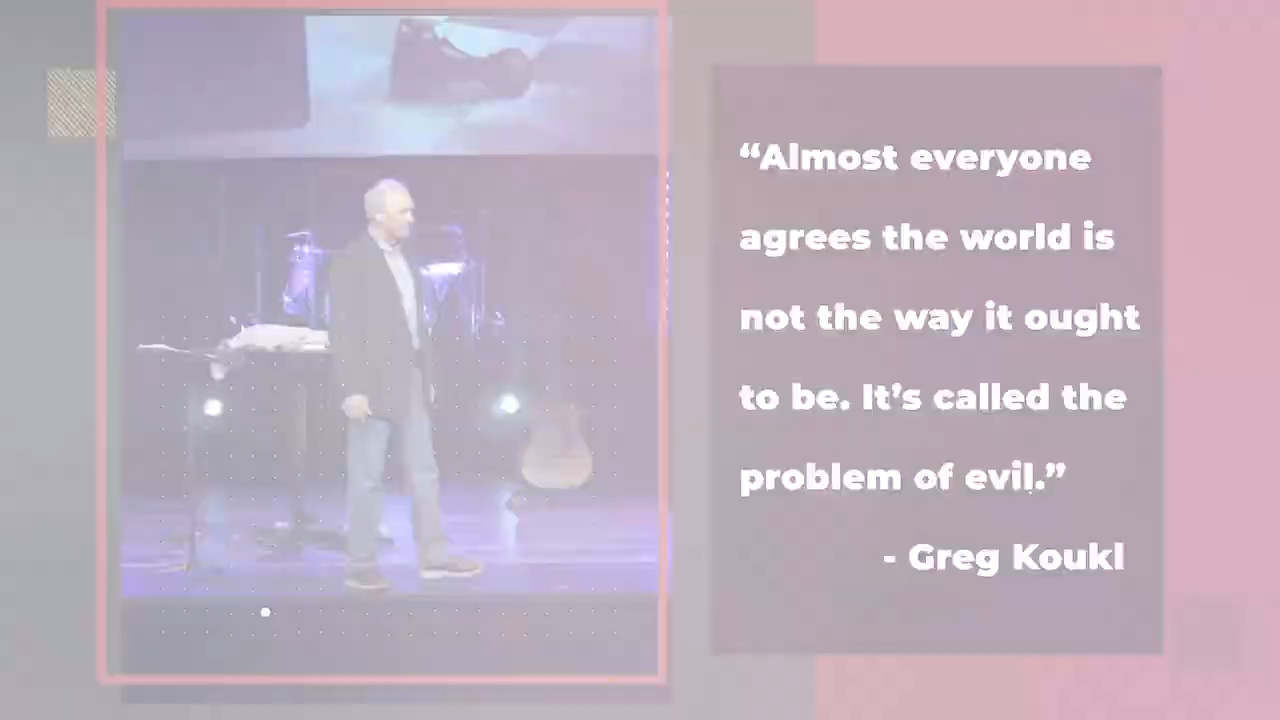 “Almost everyone
agrees the world is
not the way it ought
to be. It’s called the
problem of evil.”
- Greg Koukl